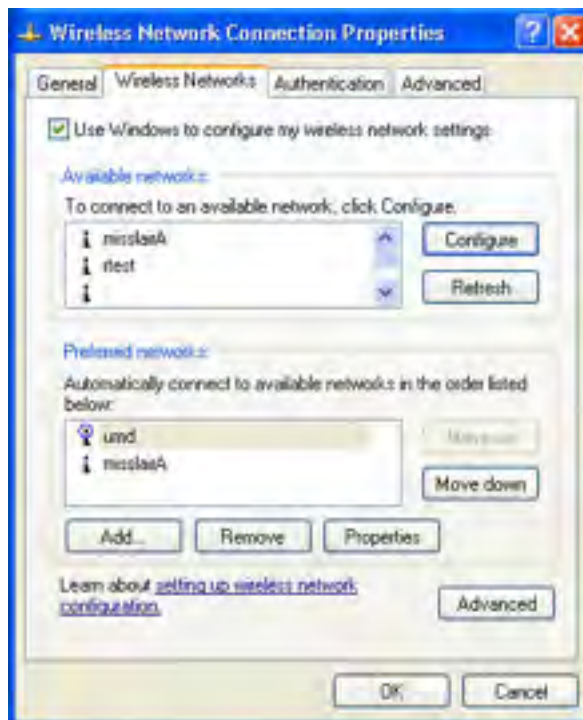 Wireless Network Connection Properties
General Wireless Networks Authentication Advanced
Use Windows to configure my wireless network settings
Available networks:
To connect to an available network, click Configure.
misslabA
rtest
Configure
Refresh
Preferred networks:
Automatically connect to available networks in the order listed
below:
umd
misslabA
Move up
Move down
Add... Remove Properties
Learn about setting up wireless network
configuration.
Advanced
OK Cancel